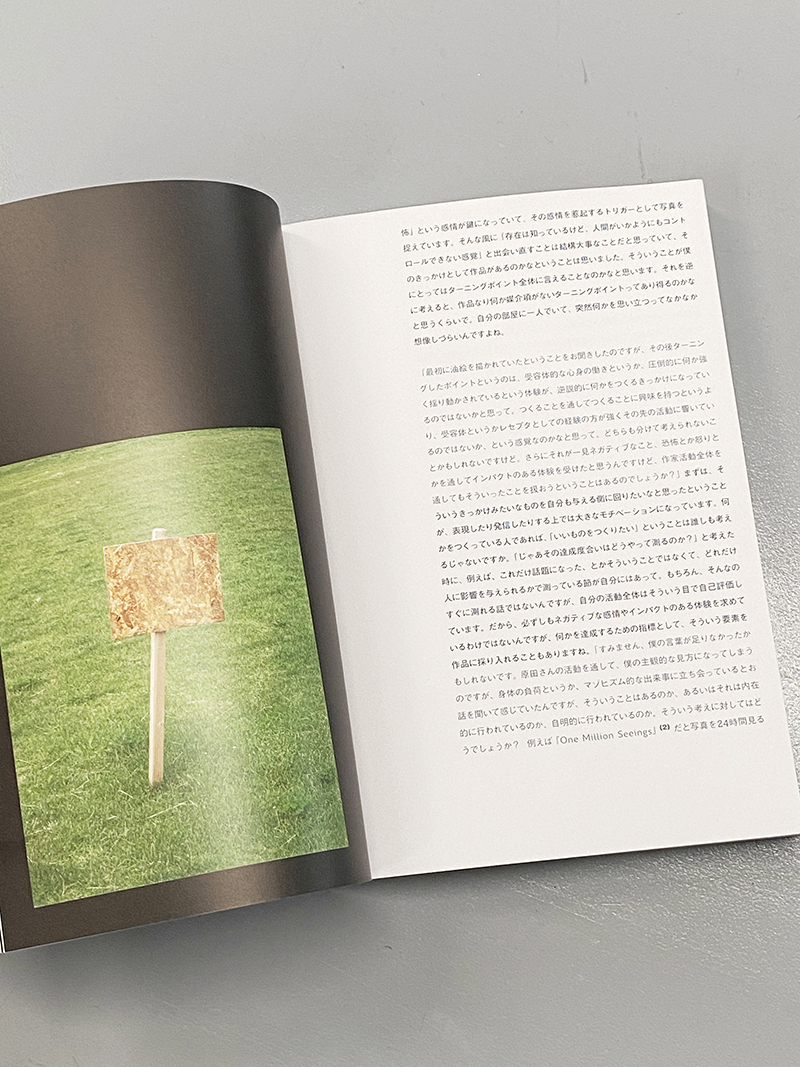 怖」という感情が鍵になっていて、その感情を惹起するトリガーとして写真を
捉えています。そんな風に「存在は知っているけど、人間がいかようにもコント
ロールできない感覚」と出会い直すことは結構大事なことだと思っていて、そ
のきっかけとして作品があるのかなということは思いました。そういうことが僕
にとってはターニングポイント全体に言えることなのかなと思います。それを逆
に考えると、作品なり何か媒介項がないターニングポイントってあり得るのかな
と思うくらいで。自分の部屋に一人でいて、突然何かを思い立つってなかなか
想像しづらいんですよね。
「最初に油絵を描かれていたということをお聞きしたのですが、その後ターニン
グしたポイントというのは、受容体的な心身の働きというか、圧倒的に何か強
く揺り動かされているという体験が、逆説的に何かをつくるきっかけになってい
るのではないかと思って。つくることを通してつくることに興味を持つというよ
り、受容体というかレセプタとしての経験の方が強くその先の活動に響いてい
るのではないか、という感覚なのかなと思って。どちらも分けて考えられないこ
とかもしれないですけど。さらにそれが一見ネガティブなこと、恐怖とか怒りと
かを通してインパクトのある体験を受けたと思うんですけど、作家活動全体を
通してもそういったことを扱おうということはあるのでしょうか?」まずは、そ
ういうきっかけみたいなものを自分も与える側に回りたいなと思ったということ
が、表現したり発信したりする上では大きなモチベーションになっています。何
かをつくっている人であれば、「いいものをつくりたい」ということは誰しも考え
るじゃないですか。「じゃあその達成度合いはどうやって測るのか?」と考えた
時に、例えば、これだけ話題になった、とかそういうことではなくて、どれだけ
人に影響を与えられるかで測っている節が自分にはあって。もちろん、そんなの
すぐに測れる話ではないんですが、自分の活動全体はそういう目で自己評価し
ています。だから、必ずしもネガティブな感情やインパクトのある体験を求めて
いるわけではないんですが、何かを達成するための指標として、そういう要素を
作品に採り入れることもありますね。「すみません、僕の言葉が足りなかったか
もしれないです。原田さんの活動を通して、僕の主観的な見方になってしまう
のですが、身体の負荷というか、マゾヒズム的な出来事に立ち会っているとお
話を聞いて感じていたんですが、そういうことはあるのか、あるいはそれは内在
的に行われているのか、自明的に行われているのか。そういう考えに対してはど
うでしょうか? 例えば「One Million Seeings」(2) だと写真を24時間見る